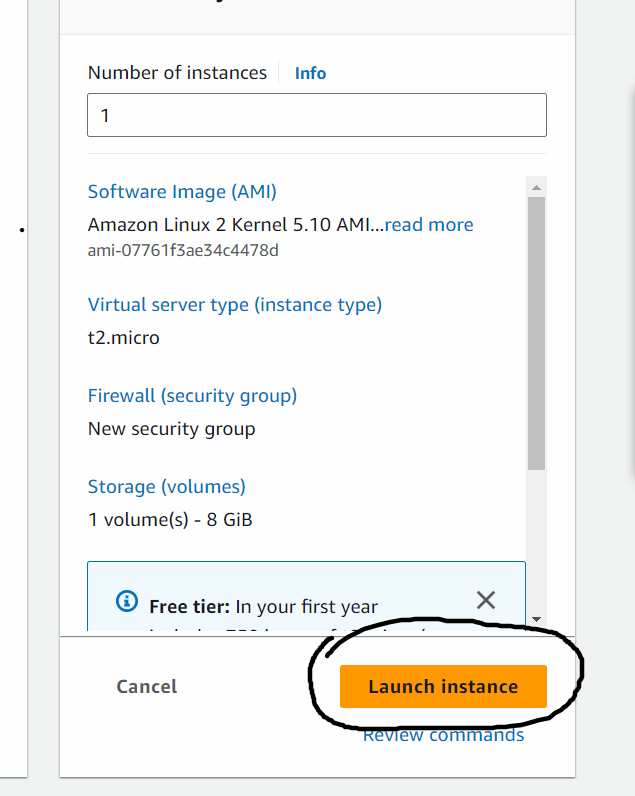 Number of instances Info
1
Software Image (AMI)
Amazon Linux 2 Kernel 5.10 AMI...read more
ami-07761f3ae34c4478d
Virtual server type (instance type)
t2.micro
Firewall (security group)
New security group
Storage (volumes)
1 volume(s) - 8 GiB
Free tier: In your first year
Cancel
Launch instance
Review commands